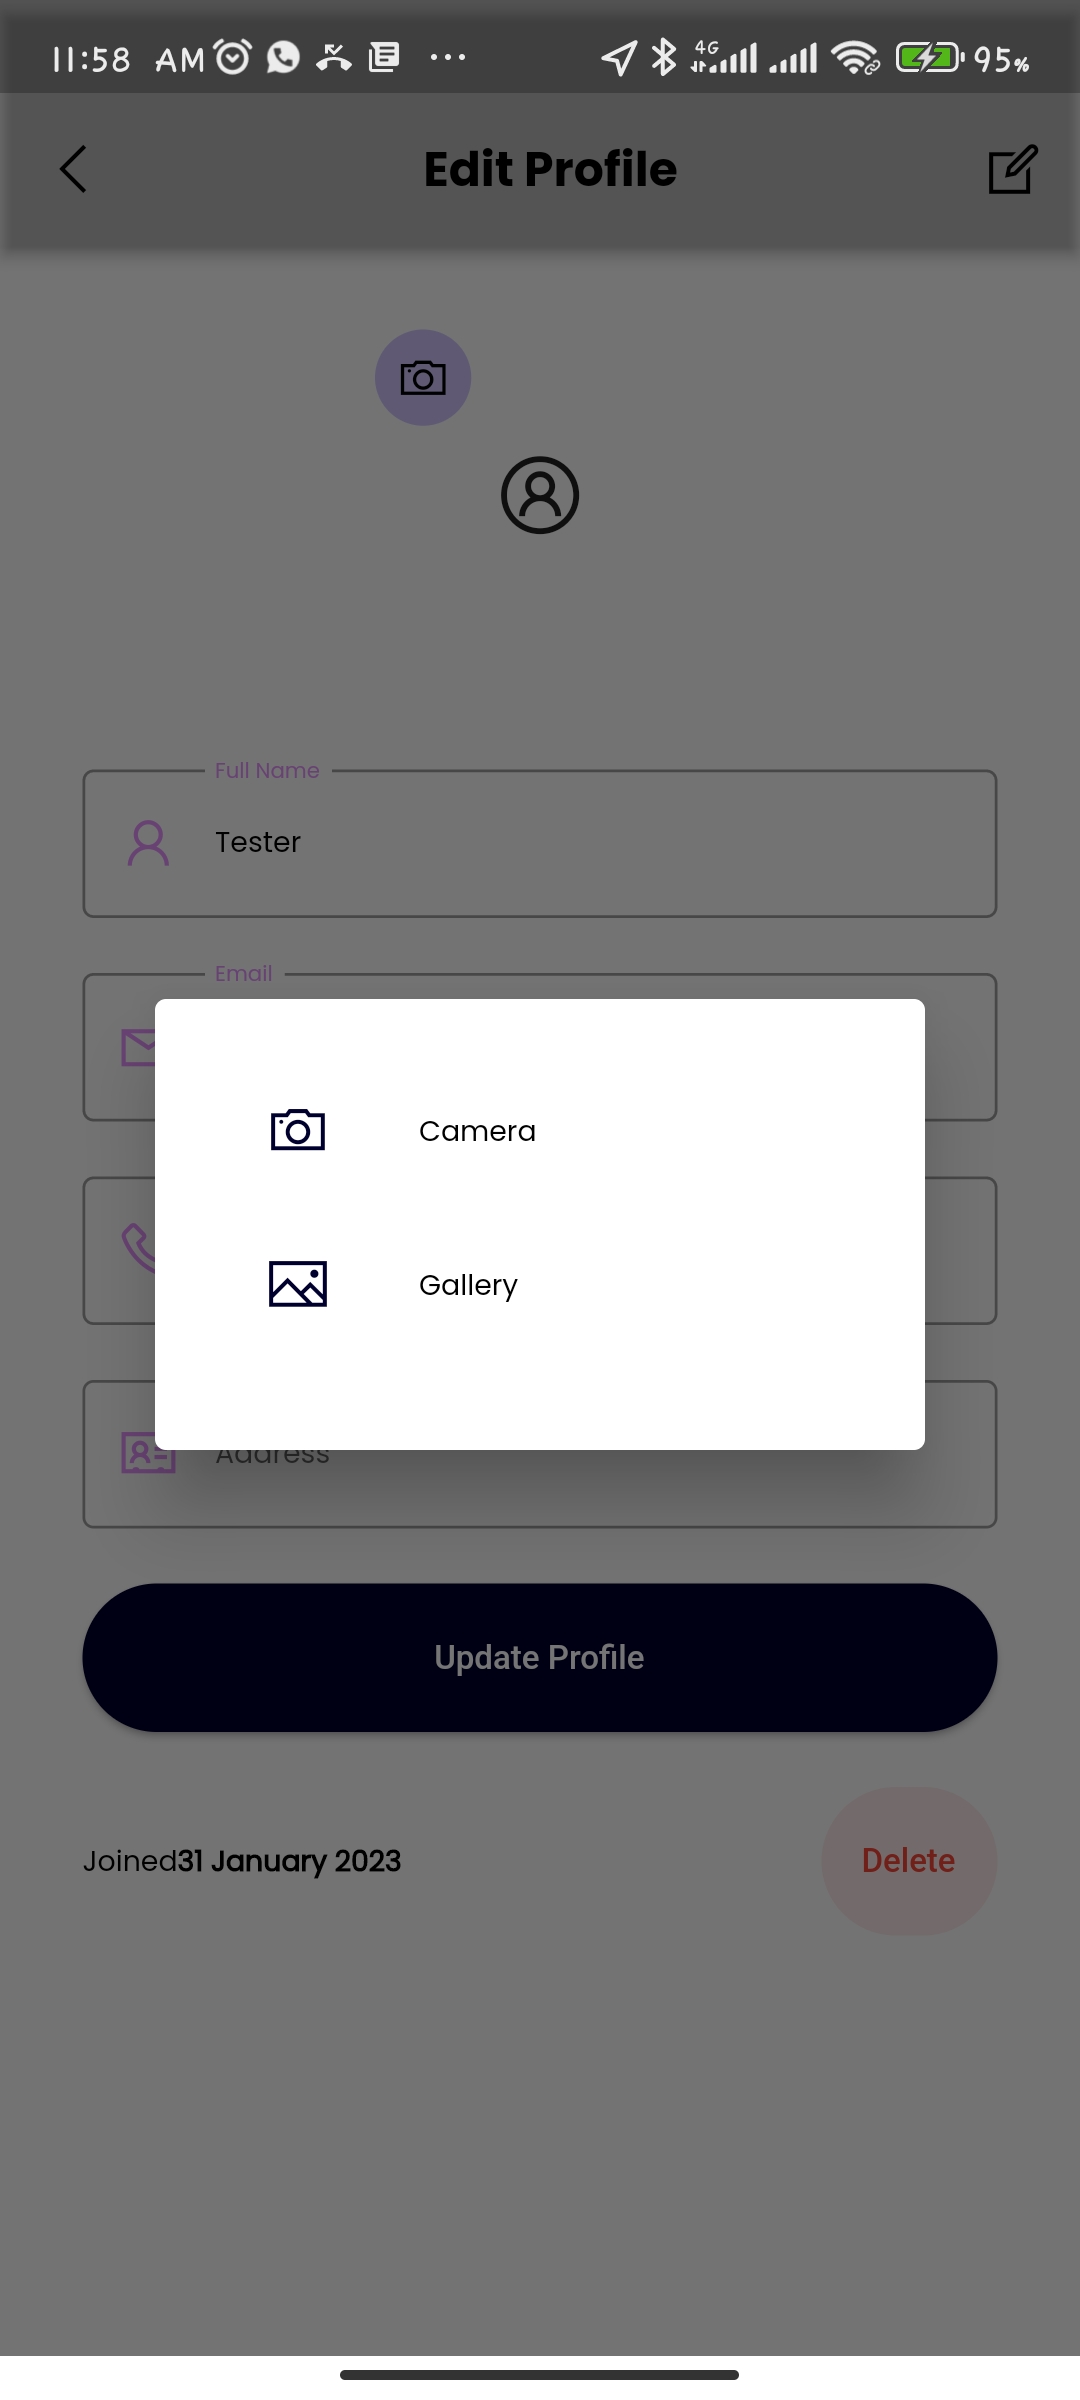 11:58 AM 4G 95%
Edit Profile
Full Name
Tester
Email
Camera
Gallery
Address
Update Profile
Joined31 January 2023
Delete